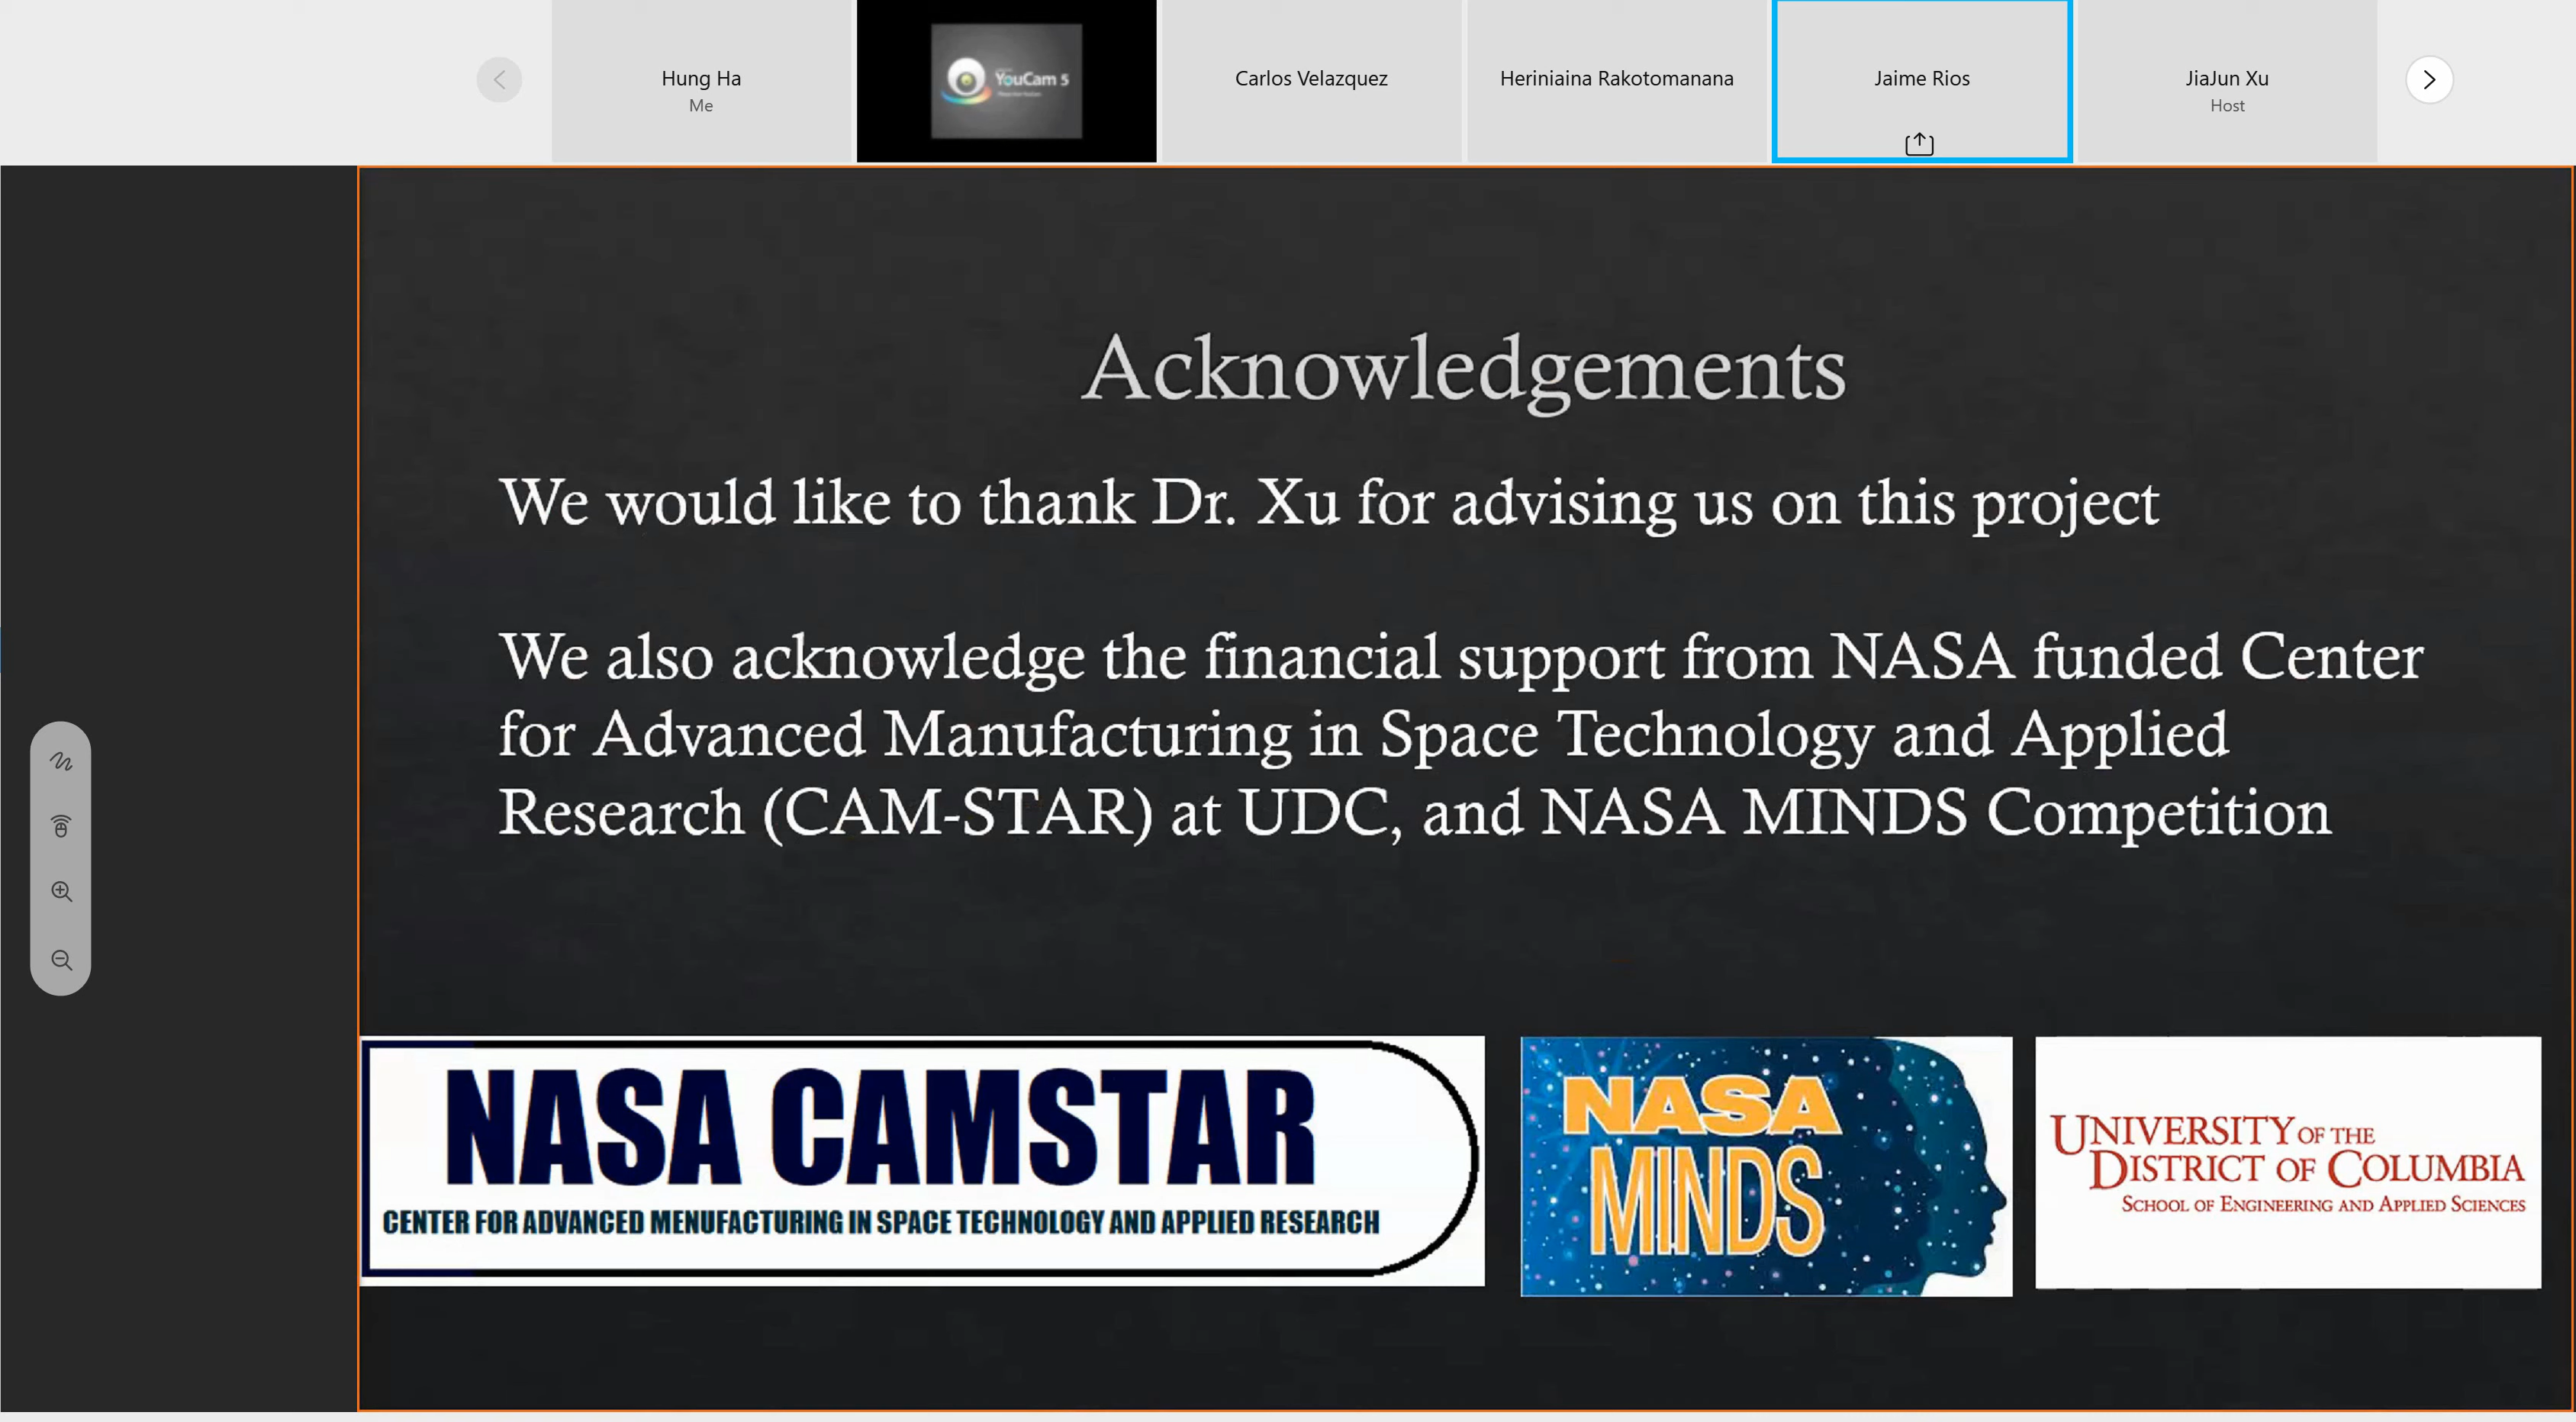 Hung Ha
Me
YouCam 5
Carlos Velazquez
Heriniaina Rakotomanana
Jaime Rios
JiaJun Xu
Host
Acknowledgements
We would like to thank Dr. Xu for advising us on this project
We also acknowledge the financial support from NASA funded Center
for Advanced Manufacturing in Space Technology and Applied
Research (CAM-STAR) at UDC, and NASA MINDS Competition
NASA CAMSTAR
CENTER FOR ADVANCED MENUFACTURING IN SPACE TECHNOLOGY AND APPLIED RESEARCH
NASA
MINDS
UNIVERSITY OF THE
DISTRICT OF COLUMBIA
SCHOOL OF ENGINEERING AND APPLIED SCIENCES